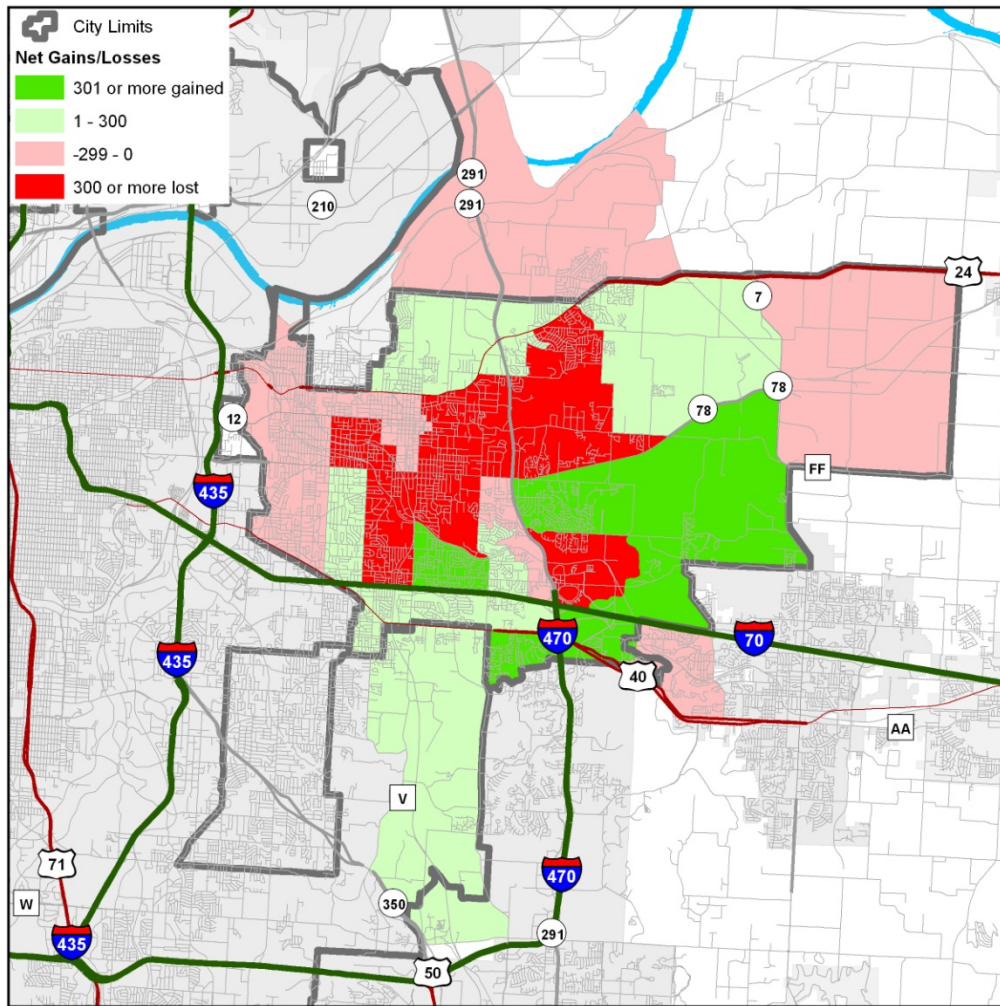 City Limits
Net Gains/Losses
301 or more gained
1 - 300
-299 - 0
300 or more lost
291
210
291
24
7
78
78
12
FF
435
470
70
435
40
AA
V
71
470
W
350
291
435
50